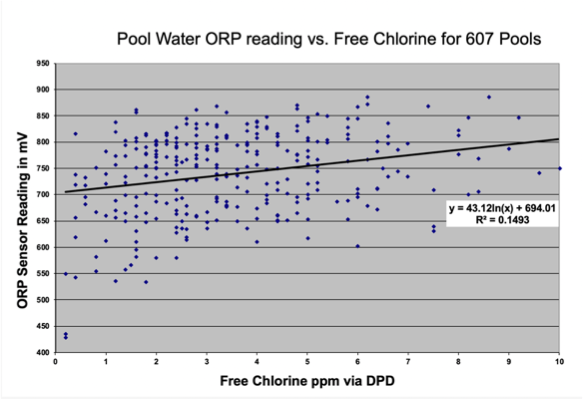 Pool Water ORP reading vs. Free Chlorine for 607 Pools
ORP Sensor Reading in mV
950
900
850
800
750
700
650
600
550
500
450
400
y = 43.12ln(x) + 694.01
R² = 0.1493
0 1 2 3 4 5 6 7 8 9 10
Free Chlorine ppm via DPD